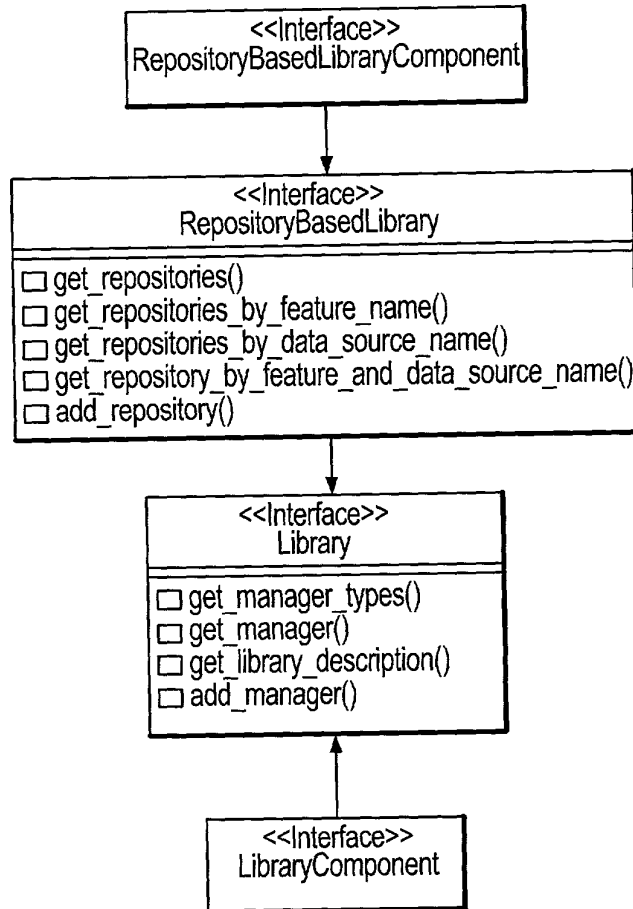 <<Interface>>
RepositoryBasedLibraryComponent
<<Interface>>
RepositoryBasedLibrary
get_repositories()
get_repositories_by_feature_name()
get_repositories_by_data_source_name()
get_repository_by_feature_and_data_source_name()
add_repository()
<<Interface>>
Library
get_manager_types()
get_manager()
get_library_description()
add_manager()
<<Interface>>
LibraryComponent